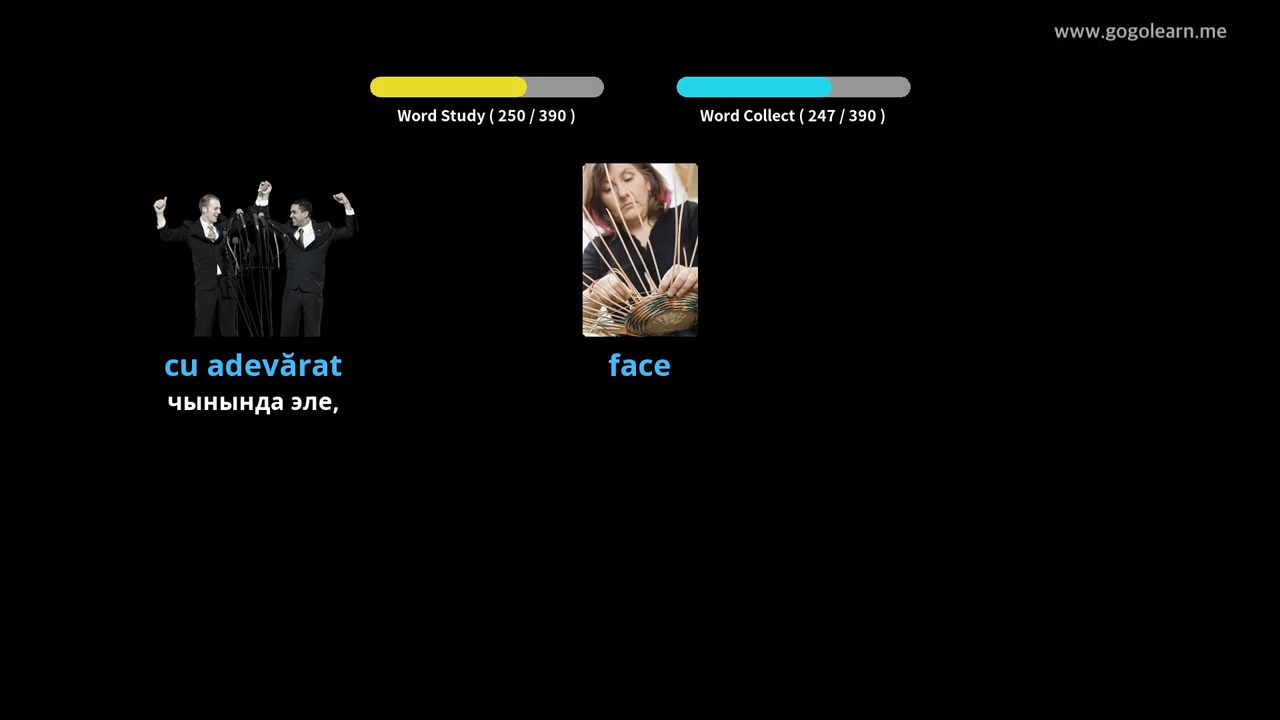 www.gogolearn.me
Word Study ( 250 / 390 )
Word Collect ( 247 / 390 )
cu adevărat
чынында эле,
face